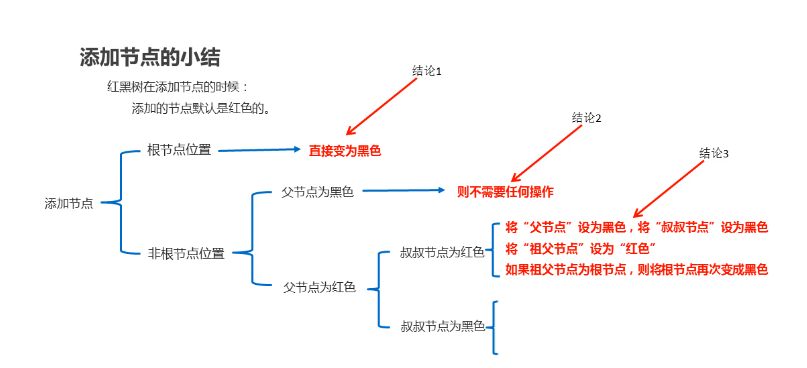 添加节点的小结
红黑树在添加节点的时候：
添加的节点默认是红色的。
结论1
结论2
结论3
根节点位置
直接变为黑色
父节点为黑色
则不需要任何操作
添加节点
将“父节点”设为黑色，将“叔叔节点”设为黑色
非根节点位置
叔叔节点为红色
将“祖父节点”设为“红色”
如果祖父节点为根节点，则将根节点再次变成黑色
父节点为红色
叔叔节点为黑色